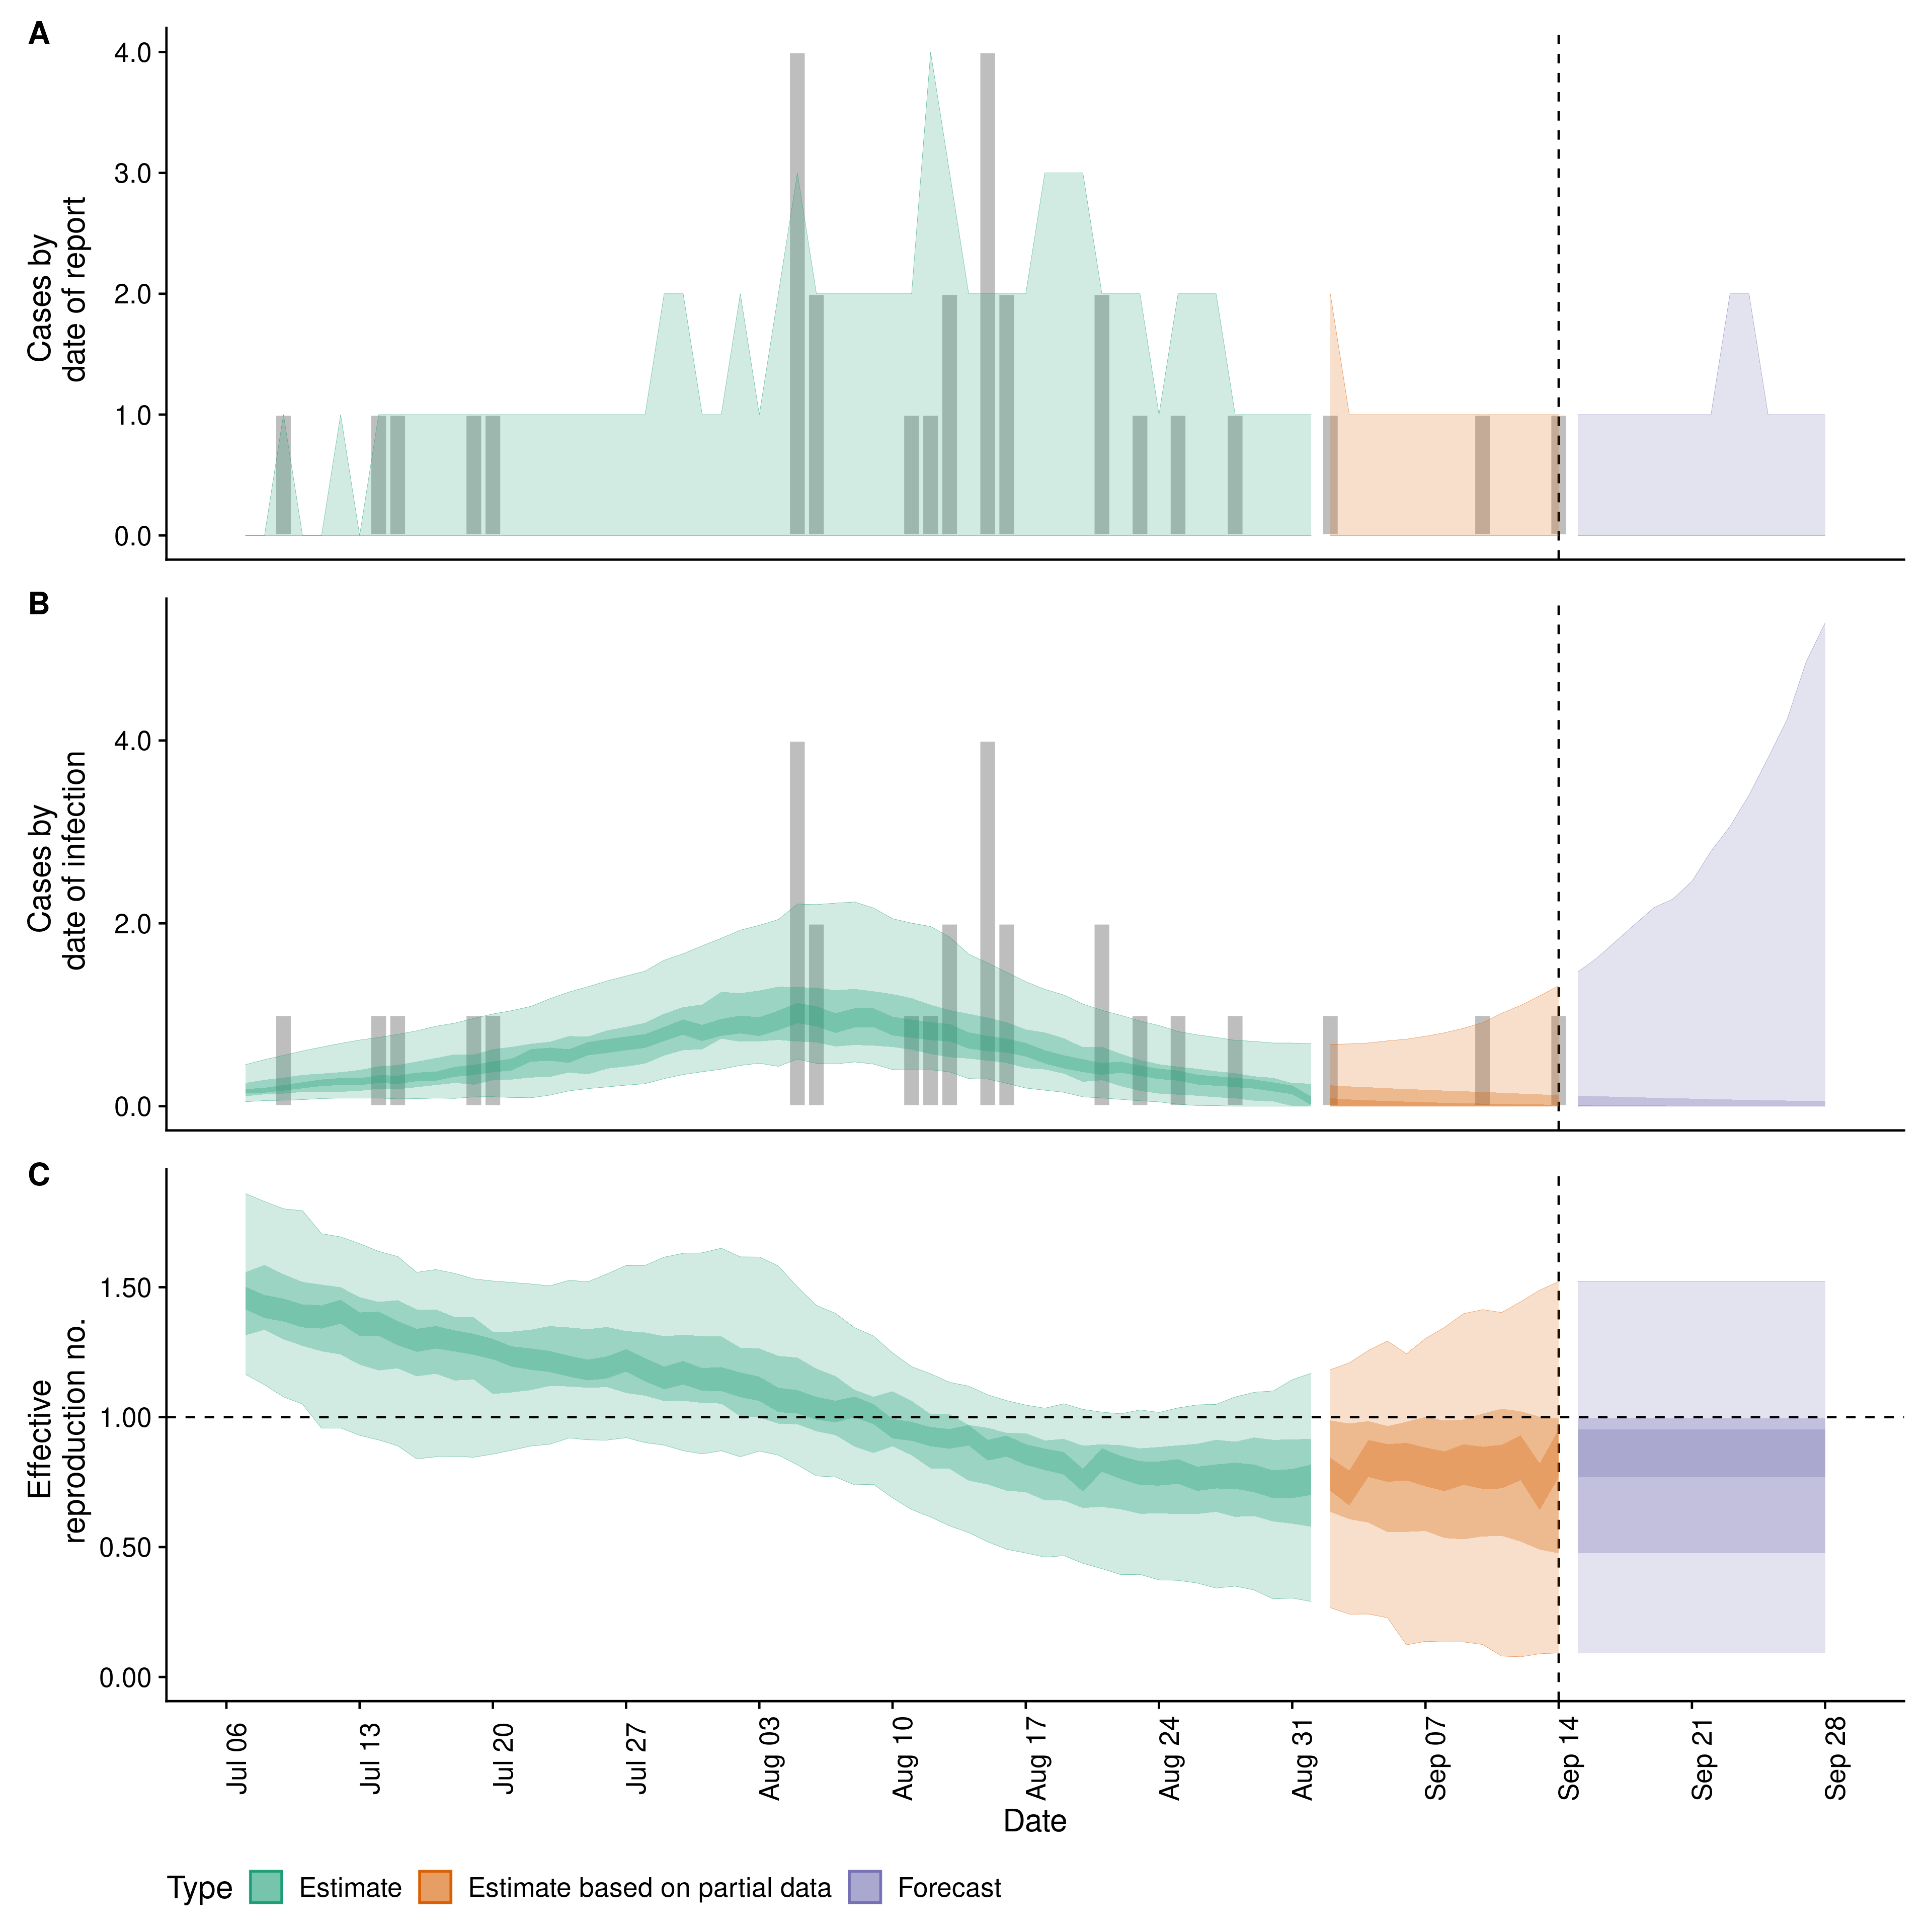 A
4.0
3.0
2.0
1.0
0.0
Cases by
date of report
B
4.0
2.0
0.0
Cases by
date of infection
C
1.50
1.00
0.50
0.00
Effective
reproduction no.
Jul 06
Jul 13
Jul 20
Jul 27
Aug 03
Aug 10
Aug 17
Aug 24
Aug 31
Sep 07
Sep 14
Sep 21
Sep 28
Date
Type Estimate Estimate based on partial data Forecast